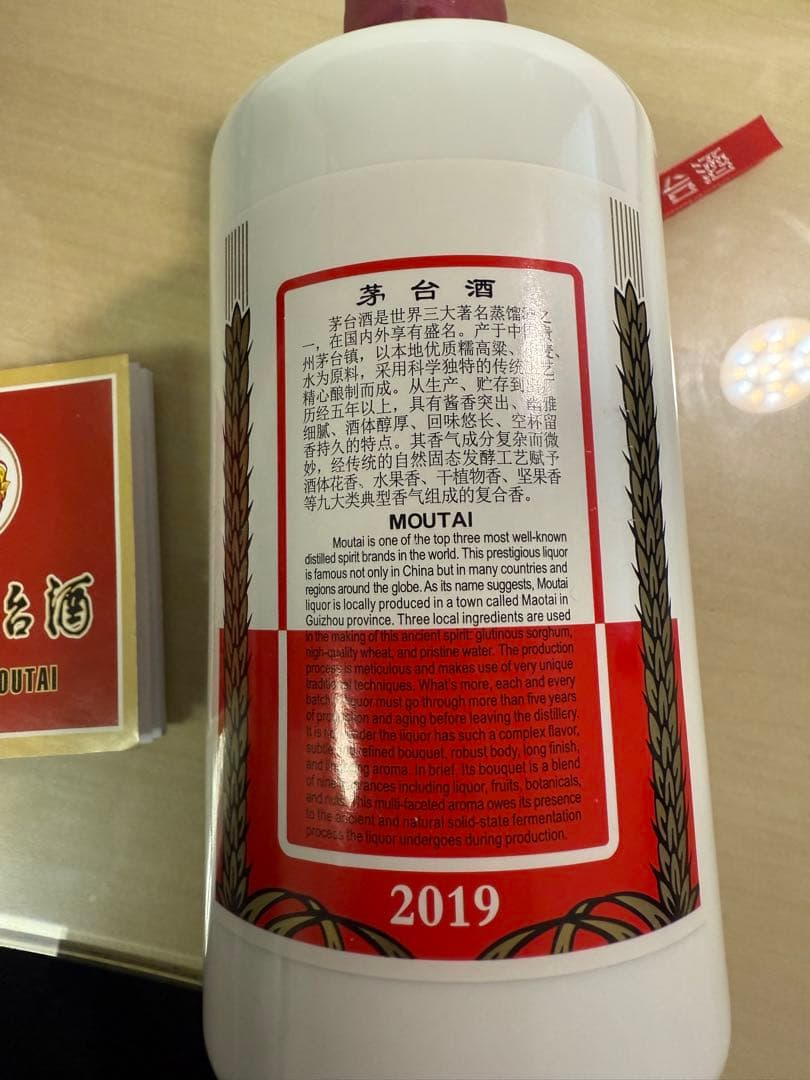 茅台酒
茅台酒是世界三大著名蒸馏
一，在国内外享有盛名。产于中
州茅台镇，以本地优质糯高粱、
水为原料，采用科学独特的传统
精心酿制而成。从生产、贮存到
历经五年以上，具有酱香突出、幽雅
细腻、酒体醇厚、回味悠长、空杯留
香持久的特点。其香气成分复杂而微
妙，经传统的自然固态发酵工艺赋予
酒体花香、水果香、干植物香、坚果香
等九大类典型香气组成的复合香。
MOUTAI
Moutai is one of the top three most well-known
distilled spirit brands in the world. This prestigious liquor
is famous not only in China but in many countries and
regions around the globe. As its name suggests, Moutai
liquor is locally produced in a town called Maotai in
Guizhou province. Three local ingredients are used
in the making of this ancient spirit: glutinous sorghum,
high-quality wheat, and pristine water. The production
process is meticulous and makes use of very unique
traditional techniques. What's more, each and every
batch liquor must go through more than five years
of production and aging before leaving the distillery.
It is wonder the liquor has such a complex flavor,
subtle refined bouquet, robust body, long finish,
and aroma. In brief, Its bouquet is a blend
of nine fragrances including liquor, fruits, botanicals,
and nuts. This multi-faceted aroma owes its presence
to the ancient and natural solid-state fermentation
process the liquor undergoes during production.
2019
台酒
OUTAI